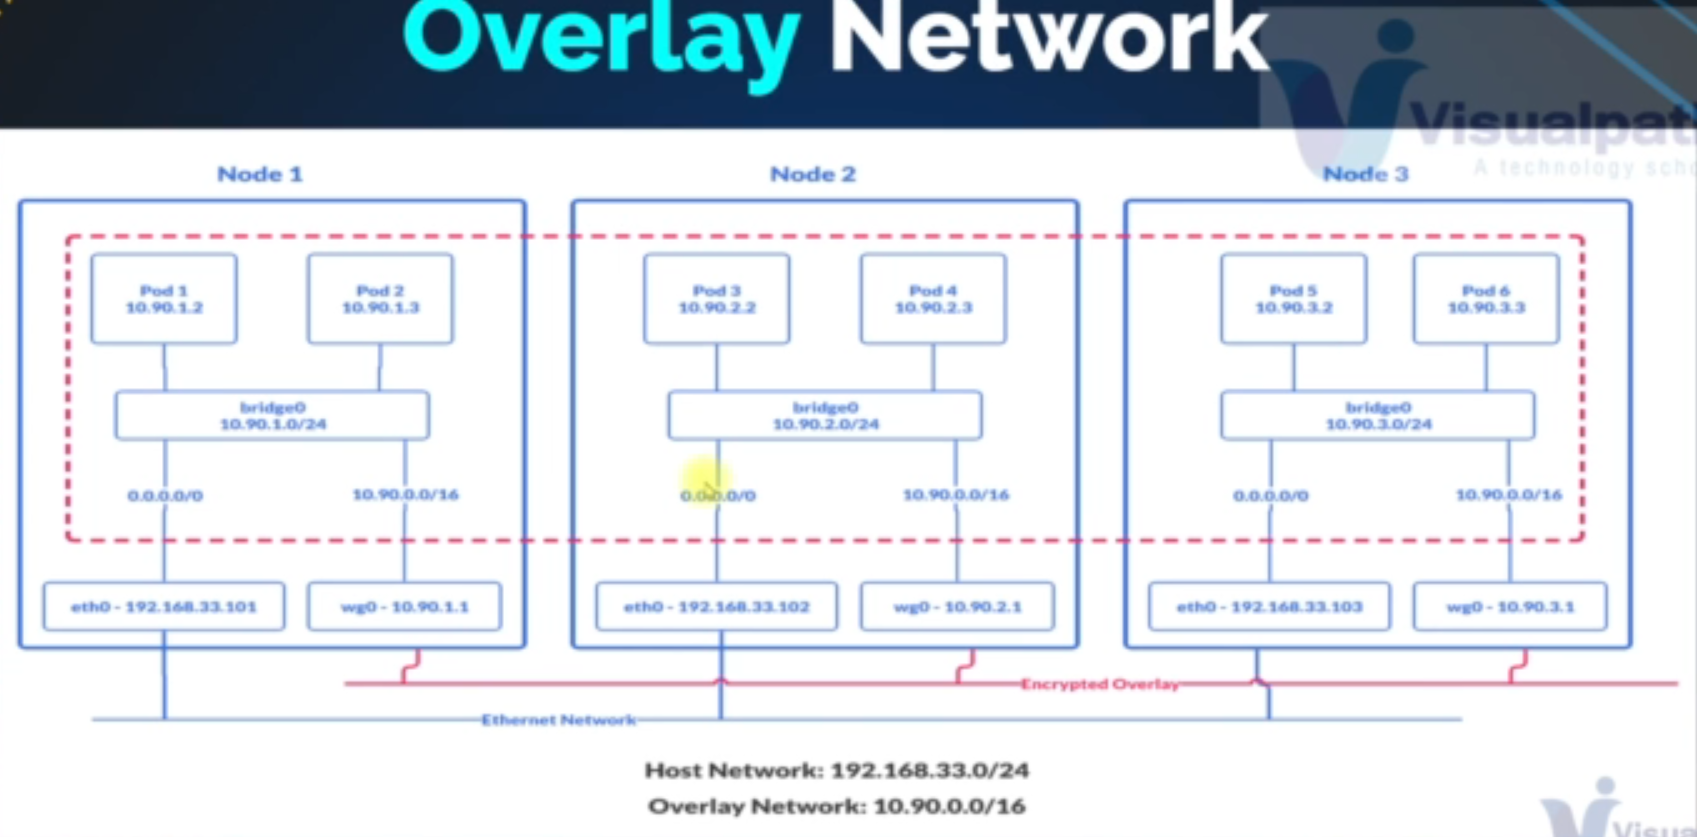 Overlay Network
Visualpat
A technology scho
Node 1
Node 2
Node 3
Pod 1
10.90.1.2
Pod 2
10.90.1.3
Pod 3
10.90.2.2
Pod 4
10.90.2.3
Pod 5
10.90.3.2
Pod 6
10.90.3.3
bridge0
10.90.1.0/24
bridge0
10.90.2.0/24
bridge0
10.90.3.0/24
0.0.0.0/0
10.90.0.0/16
0.0.0.0/0
10.90.0.0/16
0.0.0.0/0
10.90.0.0/16
eth0 - 192.168.33.101
wg0 - 10.90.1.1
eth0 - 192.168.33.102
wg0 - 10.90.2.1
eth0 - 192.168.33.103
wg0 - 10.90.3.1
Encrypted Overlay
Ethernet Network
Host Network: 192.168.33.0/24
Overlay Network: 10.90.0.0/16
Visua